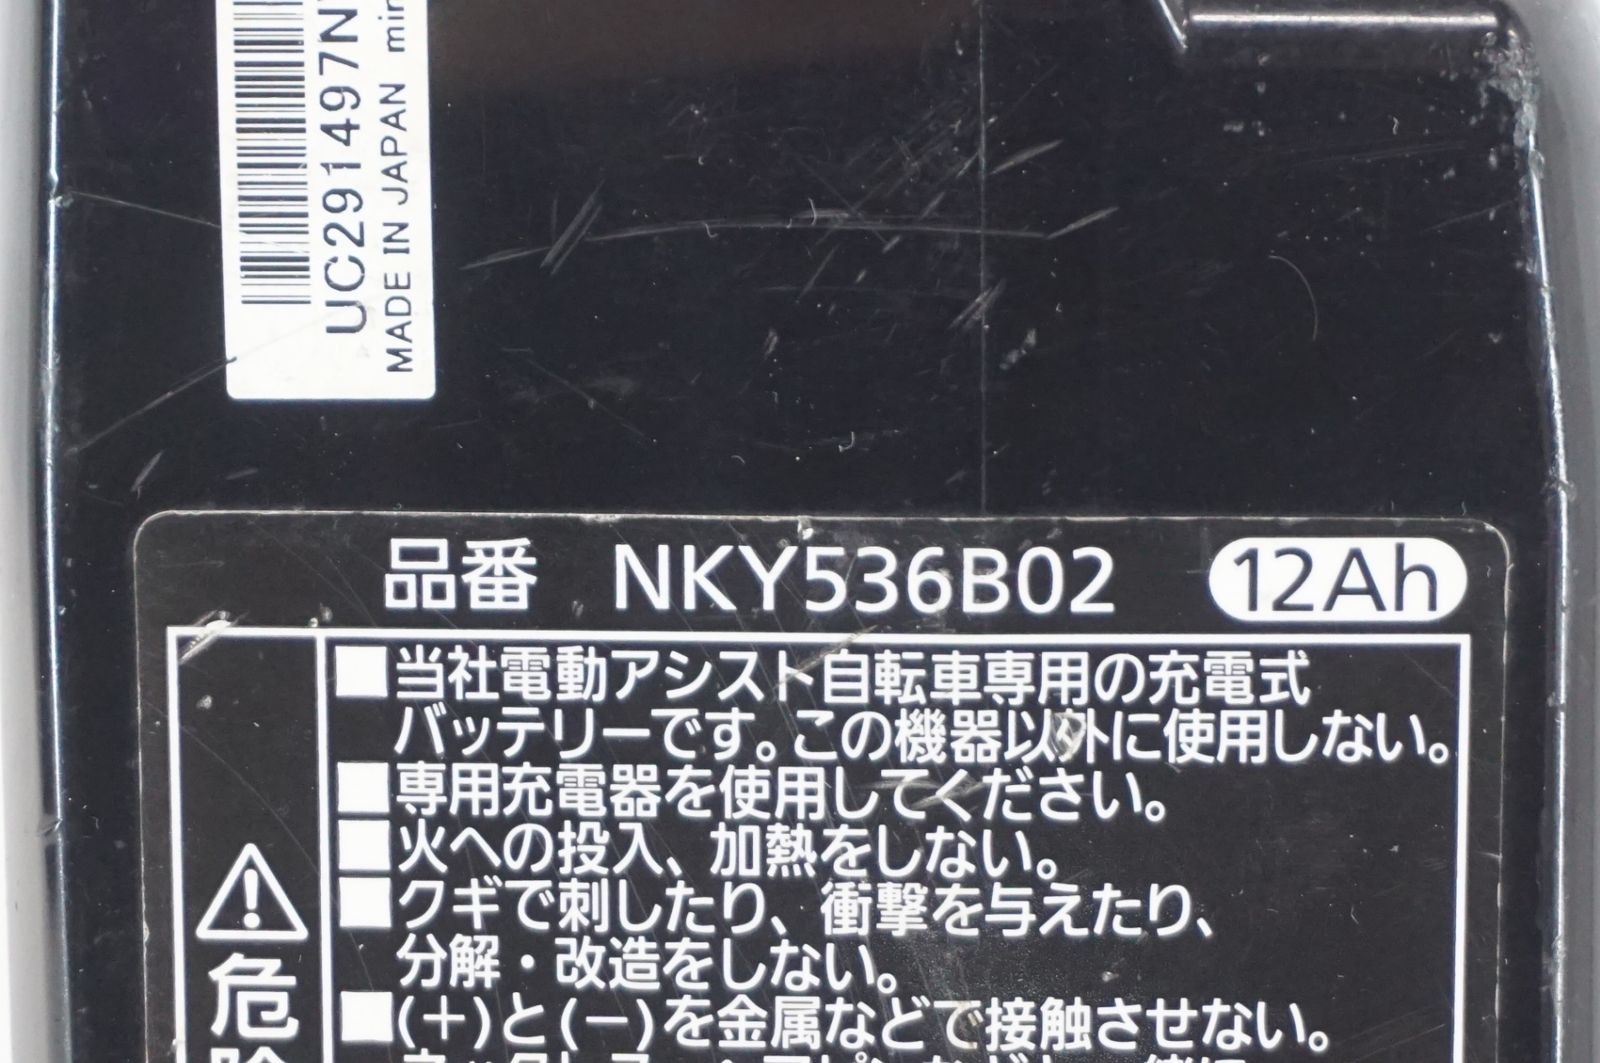 UC291497N
MADE IN JAPAN
品番 NKY536B02 12Ah
■当社電動アシスト自転車専用の充電式
バッテリーです。この機器以外に使用しない。
■専用充電器を使用してください。
■火への投入、加熱をしない。
■クギで刺したり、衝撃を与えたり、
分解・改造をしない。
■(+)と(−)を金属などで接触させない。
危